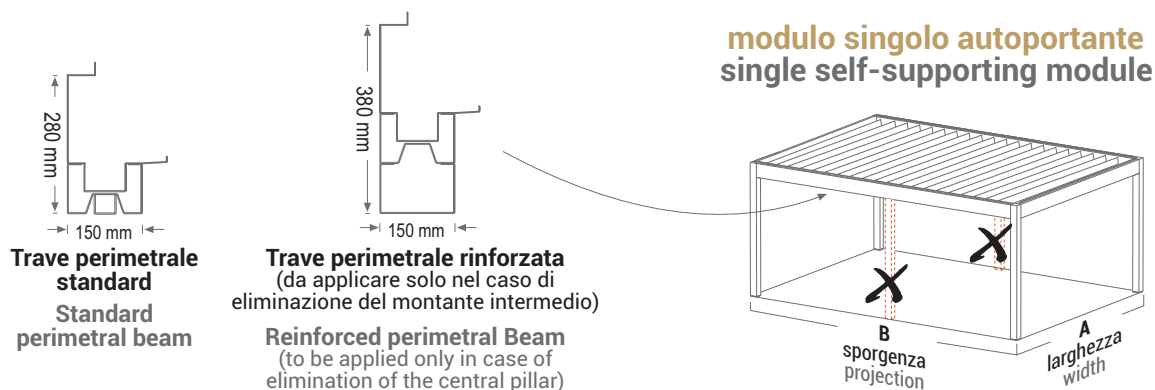 280 mm
150 mm
Trave perimetrale
standard
Standard
perimetral beam
380 mm
150 mm
Trave perimetrale rinforzata
(da applicare solo nel caso di
eliminazione del montante intermedio)
Reinforced perimetral Beam
(to be applied only in case of
elimination of the central pillar)
modulo singolo autoportante
single self-supporting module
B
sporgenza
projection
A
larghezza
width